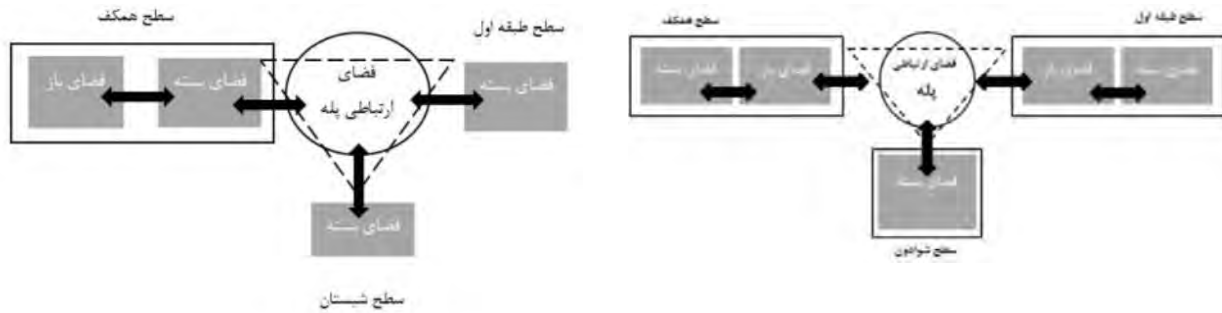 سطح همکف
سطح طبقه اول
فضای باز
فضای بسته
فضای
ارتباطی پله
فضای بسته
فضای بسته
سطح شبستان
سطح همکف
سطح طبقه اول
فضای بسته
فضای باز
فضای ارتباطی
پله
فضای باز
فضای بسته
فضای بسته
سطح شوادون